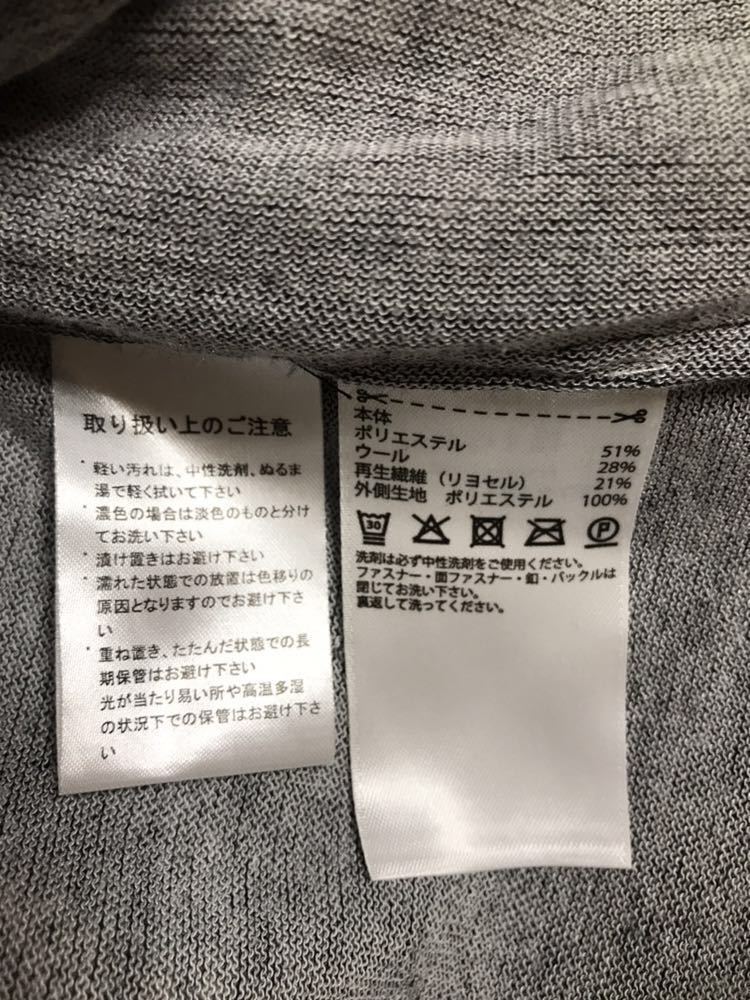 取り扱い上のご注意
・軽い汚れは、中性洗剤、ぬるま
湯で軽く拭いて下さい
・濃色の場合は淡色のものと分け
てお洗い下さい
・漬け置きはお避け下さい
・濡れた状態での放置は色移りの
原因となりますのでお避け下さ
い
・重ね置き、たたんだ状態での長
期保管はお避け下さい
光が当たり易い所や高温多湿
の状況下での保管はお避け下さ
い
本体
ポリエステル 51%
ウール 28%
再生繊維（リヨセル） 21%
外側生地 ポリエステル 100%
30 P
洗剤は必ず中性洗剤をご使用ください。
ファスナー・面ファスナー・釦・バックルは
閉じてお洗い下さい。
裏返して洗ってください。